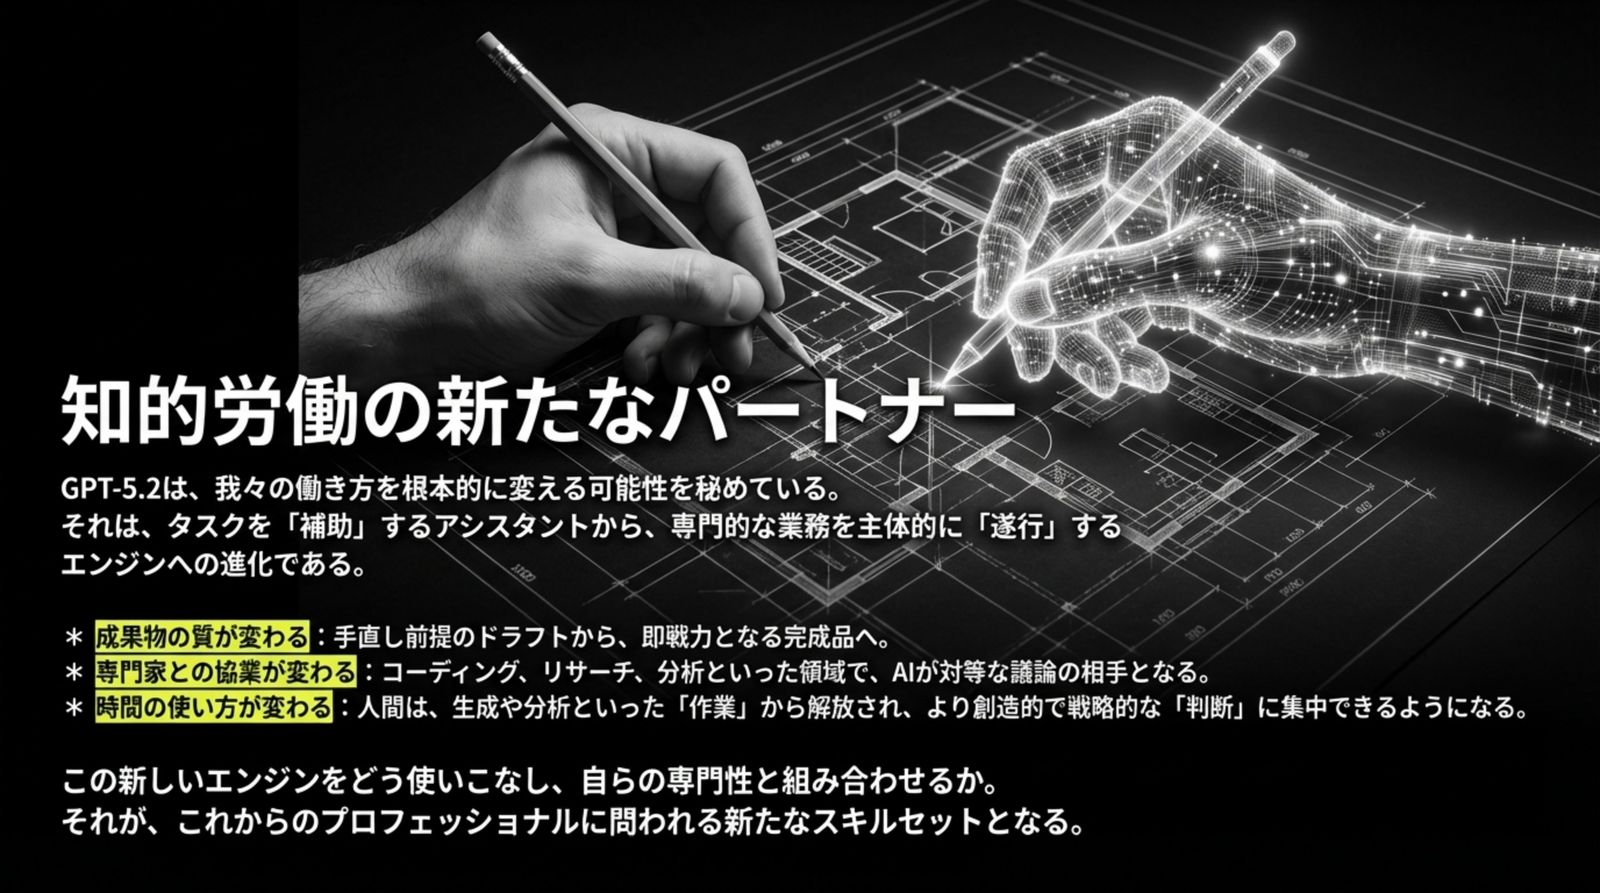 知的労働の新たなパートナー
GPT-5.2は、我々の働き方を根本的に変える可能性を秘めている。
それは、タスクを「補助」するアシスタントから、専門的な業務を主体的に「遂行」する
エンジンへの進化である。
＊ 成果物の質が変わる：手直し前提のドラフトから、即戦力となる完成品へ。
＊ 専門家との協業が変わる：コーディング、リサーチ、分析といった領域で、AIが対等な議論の相手となる。
＊ 時間の使い方が変わる：人間は、生成や分析といった「作業」から解放され、より創造的で戦略的な「判断」に集中できるようになる。
この新しいエンジンをどう使いこなし、自らの専門性と組み合わせるか。
それが、これからのプロフェッショナルに問われる新たなスキルセットとなる。